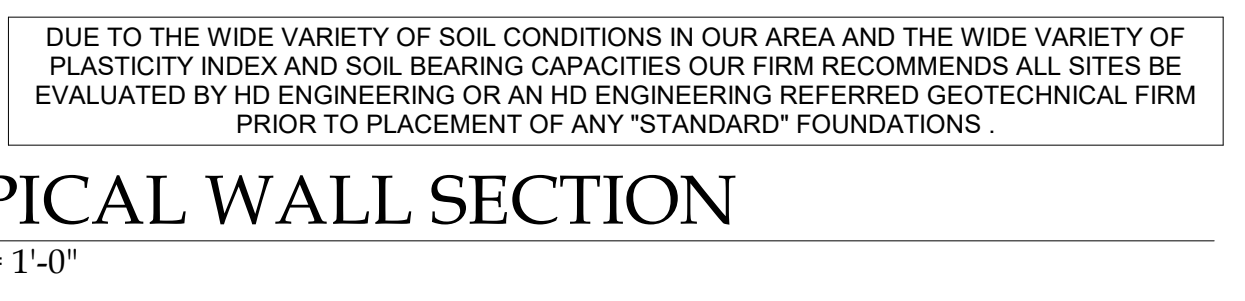 DUE TO THE WIDE VARIETY OF SOIL CONDITIONS IN OUR AREA AND THE WIDE VARIETY OF
PLASTICITY INDEX AND SOIL BEARING CAPACITIES OUR FIRM RECOMMENDS ALL SITES BE
EVALUATED BY HD ENGINEERING OR AN HD ENGINEERING REFERRED GEOTECHNICAL FIRM
PRIOR TO PLACEMENT OF ANY "STANDARD" FOUNDATIONS .
PICAL WALL SECTION
= 1'-0"